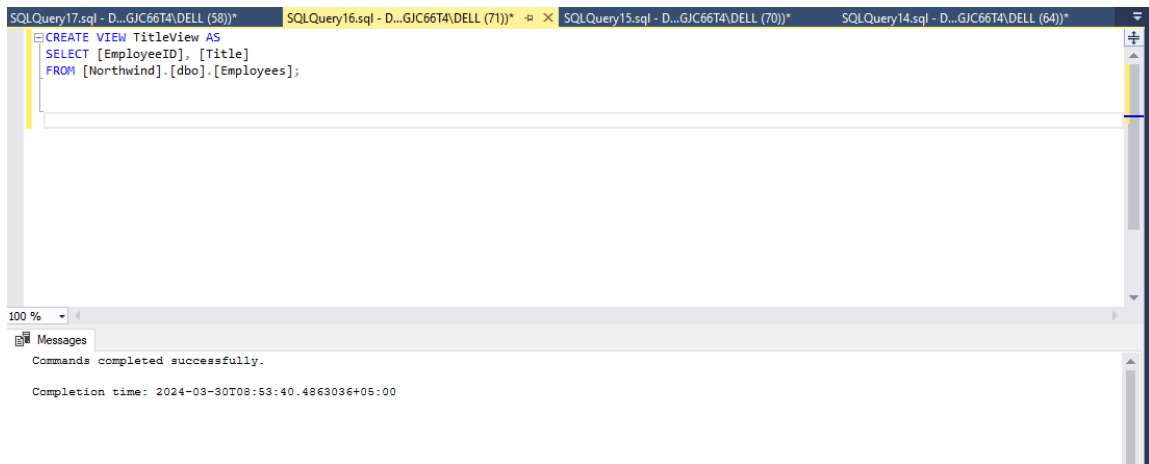 SQLQuery17.sql - D...GJC66T4\DELL (58))* SQLQuery16.sql - D...GJC66T4\DELL (71))* SQLQuery15.sql - D...GJC66T4\DELL (70))* SQLQuery14.sql - D...GJC66T4\DELL (64))*
CREATE VIEW TitleView AS
SELECT [EmployeeID], [Title]
FROM [Northwind].[dbo].[Employees];
100 %
Messages
Commands completed successfully.
Completion time: 2024-03-30T08:53:40.4863036+05:00